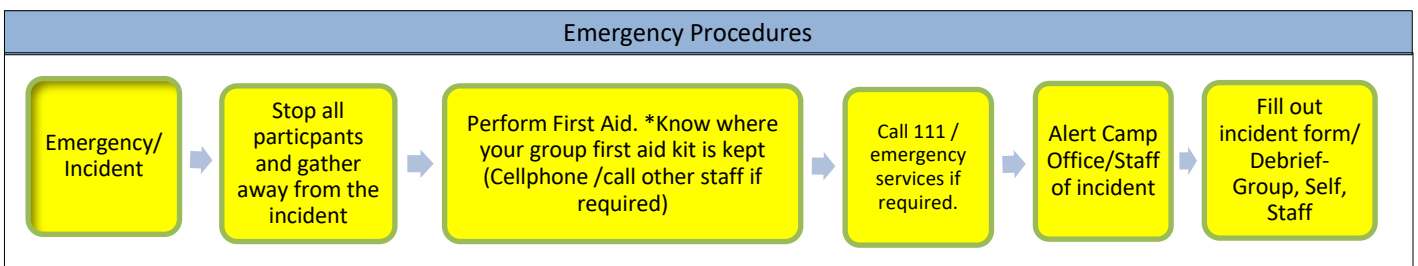 Emergency Procedures
Emergency/
Incident
Stop all
particpants
and gather
away from the
incident
Perform First Aid. *Know where
your group first aid kit is kept
(Cellphone /call other staff if
required)
Call 111 /
emergency
services if
required.
Alert Camp
Office/Staff
of incident
Fill out
incident form/
Debrief-
Group, Self,
Staff